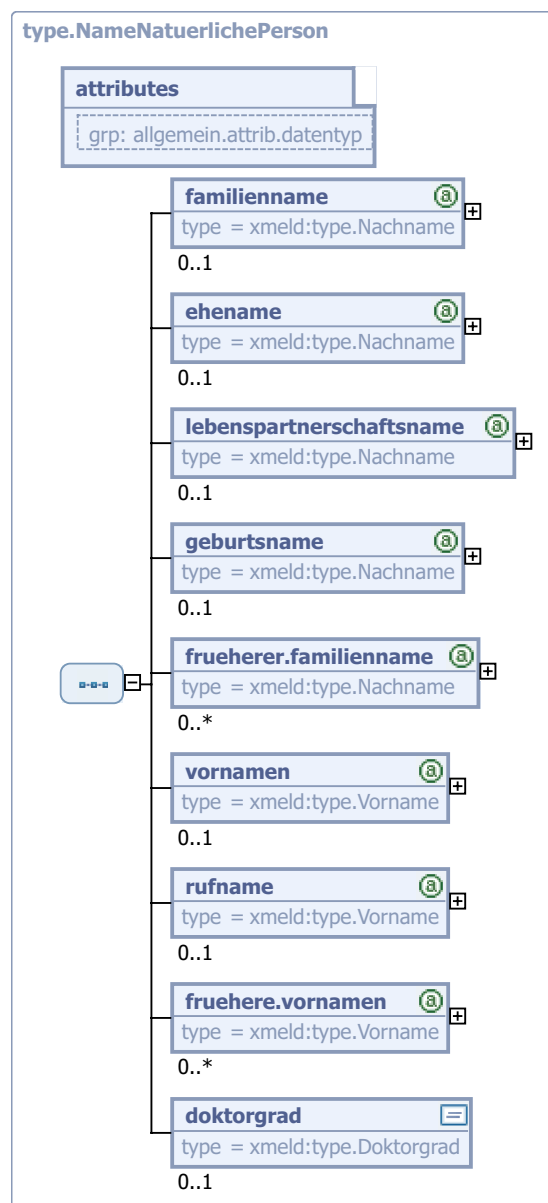 type.NameNatuerlichePerson
attributes
grp: allgemein.attrib.datentyp
familienname
type = xmeld:type.Nachname
0..1
ehename
type = xmeld:type.Nachname
0..1
lebenspartnerschaftsname
type = xmeld:type.Nachname
0..1
geburtsname
type = xmeld:type.Nachname
0..1
frueherer.familienname
type = xmeld:type.Nachname
0..*
vornamen
type = xmeld:type.Vorname
0..1
rufname
type = xmeld:type.Vorname
0..1
fruehere.vornamen
type = xmeld:type.Vorname
0..*
doktorgrad
type = xmeld:type.Doktorgrad
0..1